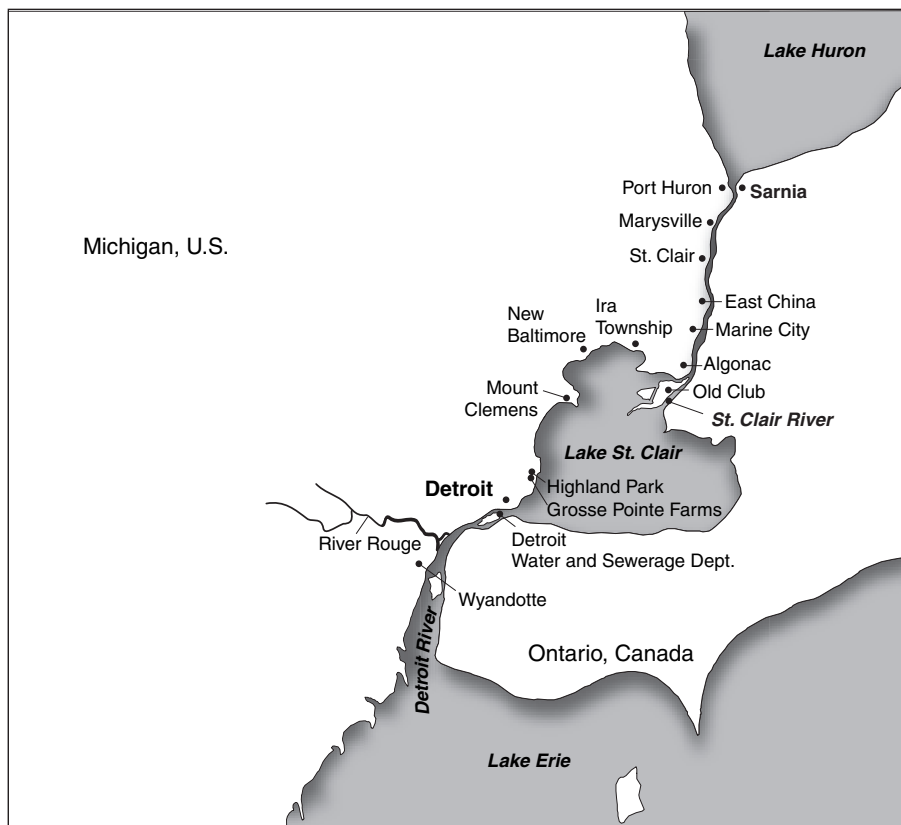 Lake Huron
Port Huron
Sarnia
Marysville
Michigan, U.S.
St. Clair
East China
New
Baltimore
Ira
Township
Marine City
Algonac
Mount
Clemens
Old Club
St. Clair River
Lake St. Clair
Detroit
Highland Park
Grosse Pointe Farms
River Rouge
Detroit
Water and Sewerage Dept.
Wyandotte
Detroit River
Ontario, Canada
Lake Erie